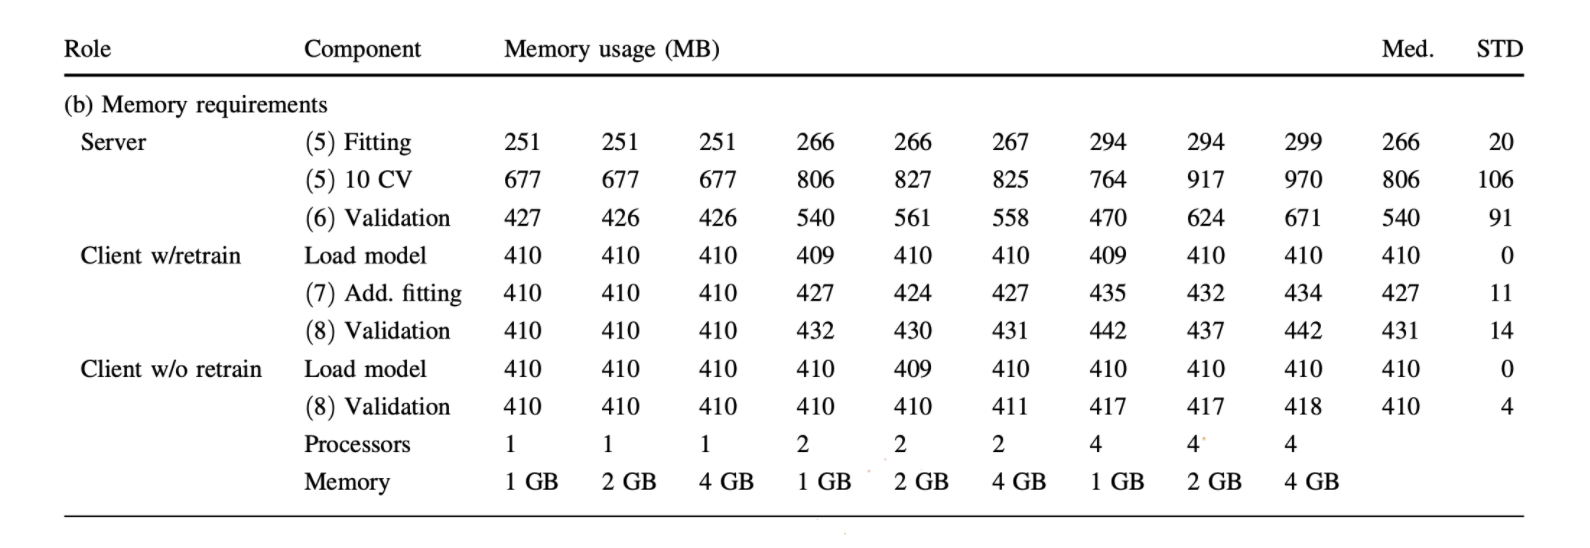 Role Component Memory usage (MB) Med. STD
(b) Memory requirements
Server (5) Fitting 251 251 251 266 266 267 294 294 299 266 20
(5) 10 CV 677 677 677 806 827 825 764 917 970 806 106
(6) Validation 427 426 426 540 561 558 470 624 671 540 91
Client w/retrain Load model 410 410 410 409 410 410 409 410 410 410 0
(7) Add. fitting 410 410 410 427 424 427 435 432 434 427 11
(8) Validation 410 410 410 432 430 431 442 437 442 431 14
Client w/o retrain Load model 410 410 410 410 409 410 410 410 410 410 0
(8) Validation 410 410 410 410 410 411 417 417 418 410 4
Processors 1 1 1 2 2 2 4 4 4
Memory 1 GB 2 GB 4 GB 1 GB 2 GB 4 GB 1 GB 2 GB 4 GB